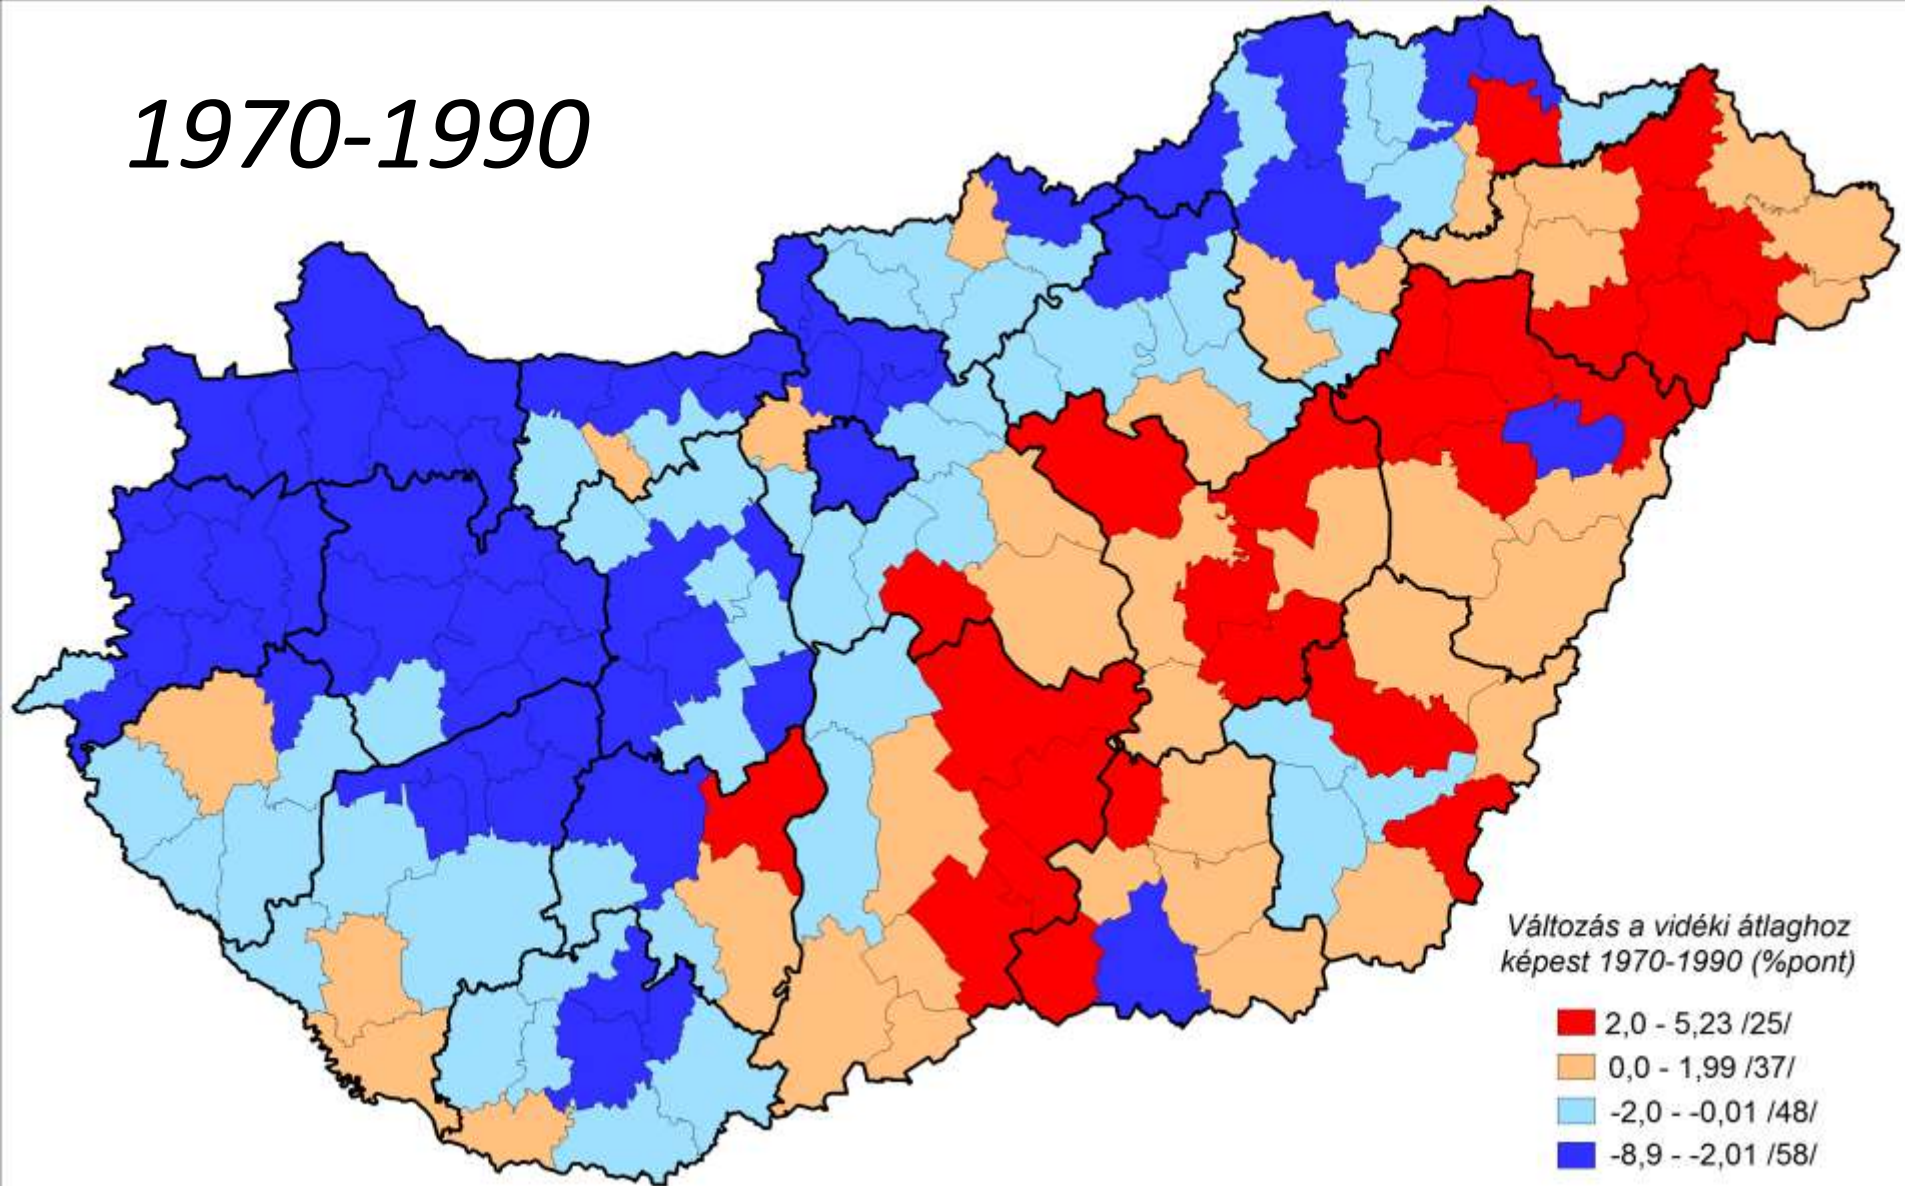 1970-1990
Változás a vidéki átlaghoz
képest 1970-1990 (%pont)
2,0 - 5,23 /25/
0,0 - 1,99 /37/
-2,0 - -0,01 /48/
-8,9 - -2,01 /58/